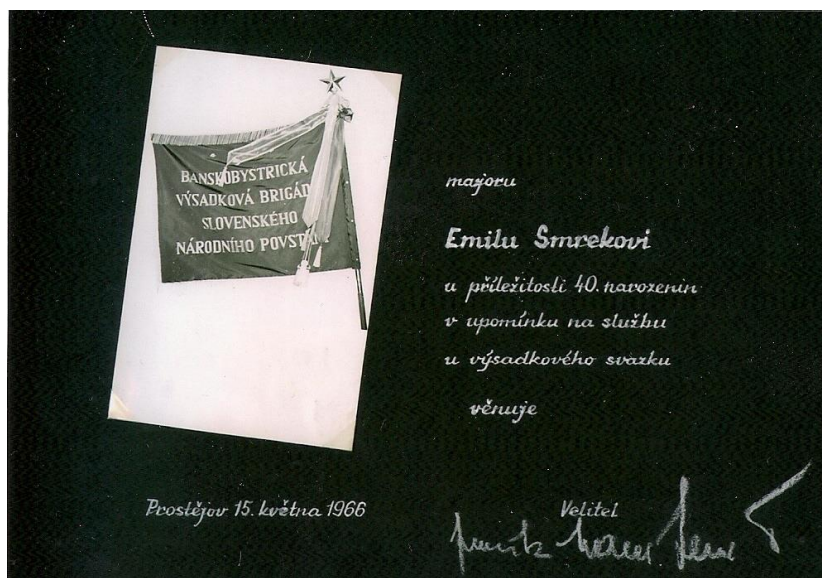 BANSKOBYSTRICKÁ
VÝSADKOVÁ BRIGÁD
SLOVENSKÉHO
NÁRODNÍHO POVST
majoru
Emilu Smrekovi
u příležitosti 40. narozenin
v upomínku na službu
u výsadkového svazku
věnuje
Prostějov 15. května 1966
Velitel